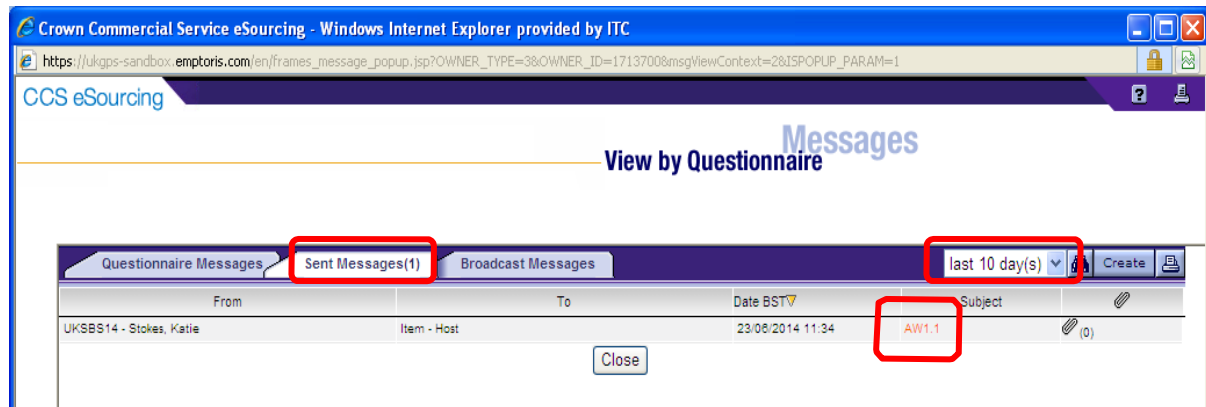 Crown Commercial Service eSourcing - Windows Internet Explorer provided by ITC
https://ukgps-sandbox.emptoris.com/en/frames_message_popup.jsp?OWNER_TYPE=3&OWNER_ID=1713700&msgViewContext=2&ISPOPUP_PARAM=1
CCS eSourcing
Messages
View by Questionnaire
Questionnaire Messages Sent Messages(1) Broadcast Messages last 10 day(s) Create
From To Date BST Subject
UKSBS14 - Stokes, Katie Item - Host 23/06/2014 11:34 AW1.1 (0)
Close